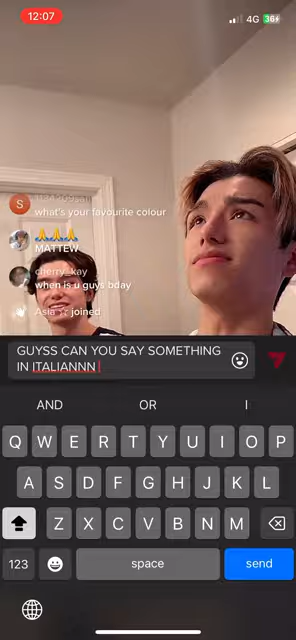 12:07
4G 36
S
what's your favourite colour
🙏🙏🙏
MATTEW
cherry_kay
when is u guys bday
Asia ☆ joined
GUYSS CAN YOU SAY SOMETHING
IN ITALIANNN
AND OR I
Q W E R T Y U I O P
A S D F G H J K L
Z X C V B N M
123 space send